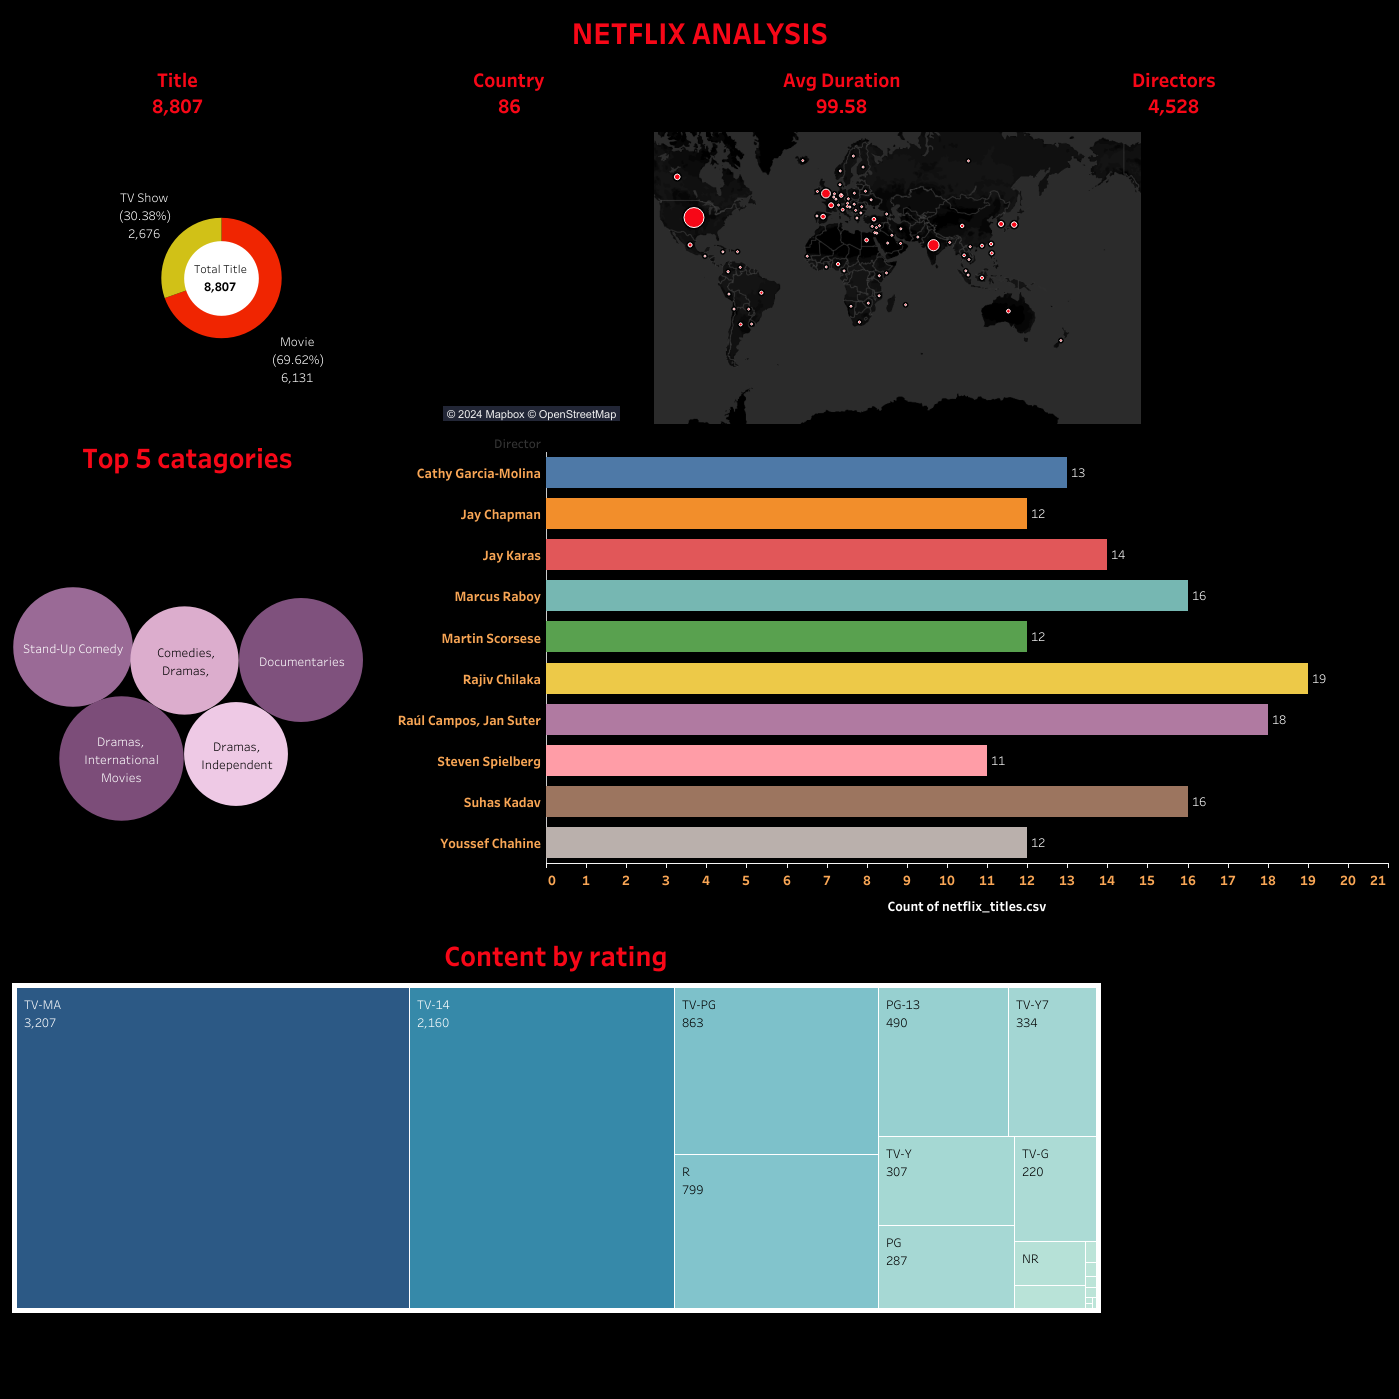 NETFLIX ANALYSIS
Title
8,807
Country
86
Avg Duration
99.58
Directors
4,528
TV Show
(30.38%)
2,676
Total Title
8,807
Movie
(69.62%)
6,131
© 2024 Mapbox © OpenStreetMap
Top 5 catagories
Stand-Up Comedy
Comedies,
Dramas,
Documentaries
Dramas,
International
Movies
Dramas,
Independent
Director
Cathy Garcia-Molina 13
Jay Chapman 12
Jay Karas 14
Marcus Raboy 16
Martin Scorsese 12
Rajiv Chilaka 19
Raúl Campos, Jan Suter 18
Steven Spielberg 11
Suhas Kadav 16
Youssef Chahine 12
0 1 2 3 4 5 6 7 8 9 10 11 12 13 14 15 16 17 18 19 20 21
Count of netflix_titles.csv
Content by rating
TV-MA
3,207
TV-14
2,160
TV-PG
863
R
799
PG-13
490
TV-Y7
334
TV-Y
307
TV-G
220
PG
287
NR